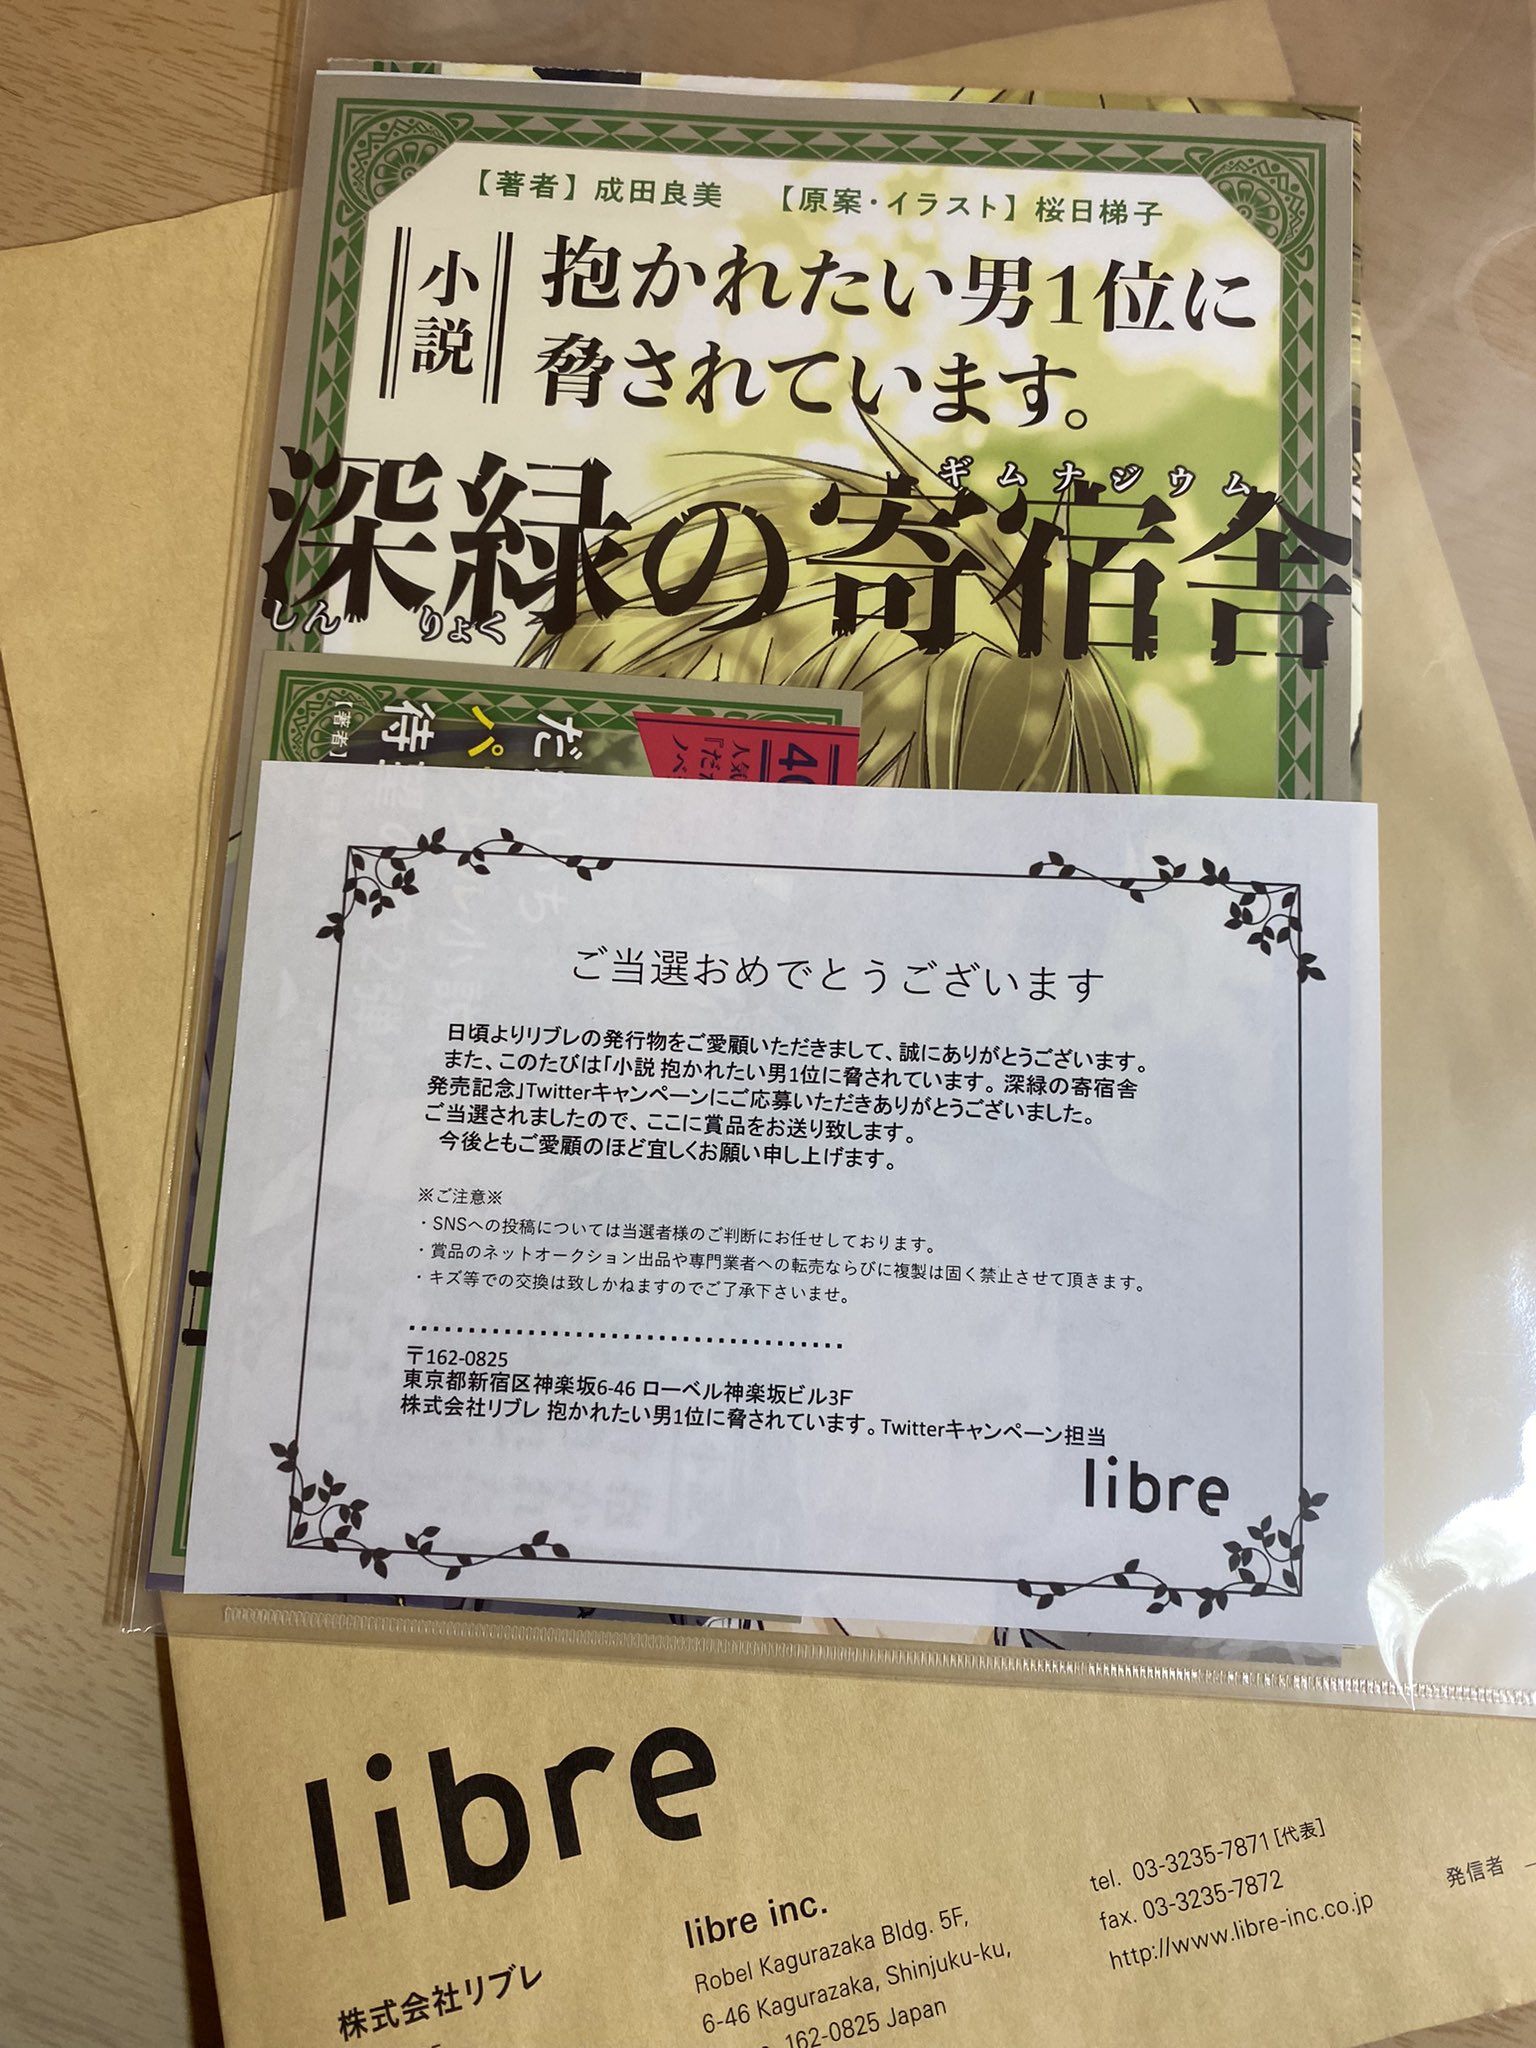 【著者】成田良美 【原案・イラスト】桜日梯子
小説
抱かれたい男1位に
脅されています。
ギムナジウム
深緑の寄宿舎
しん りょく
だ
パ
待
【著者】
ご当選おめでとうございます
日頃よりリブレの発行物をご愛顧いただきまして、誠にありがとうございます。
また、このたびは「小説 抱かれたい男1位に脅されています。深緑の寄宿舎
発売記念」Twitterキャンペーンにご応募いただきありがとうございました。
ご当選されましたので、ここに賞品をお送り致します。
今後ともご愛顧のほど宜しくお願い申し上げます。
※ご注意※
・SNSへの投稿については当選者様のご判断にお任せしております。
・賞品のネットオークション出品や専門業者への転売ならびに複製は固く禁止させて頂きます。
・キズ等での交換は致しかねますのでご了承下さいませ。
〒162-0825
東京都新宿区神楽坂6-46 ローベル神楽坂ビル3F
株式会社リブレ 抱かれたい男1位に脅されています。Twitterキャンペーン担当
libre
libre
株式会社リブレ
libre inc.
Robel Kagurazaka Bldg. 5F,
6-46 Kagurazaka, Shinjuku-ku,
162-0825 Japan
tel. 03-3235-7871 [代表]
fax. 03-3235-7872
http://www.libre-inc.co.jp
発信者